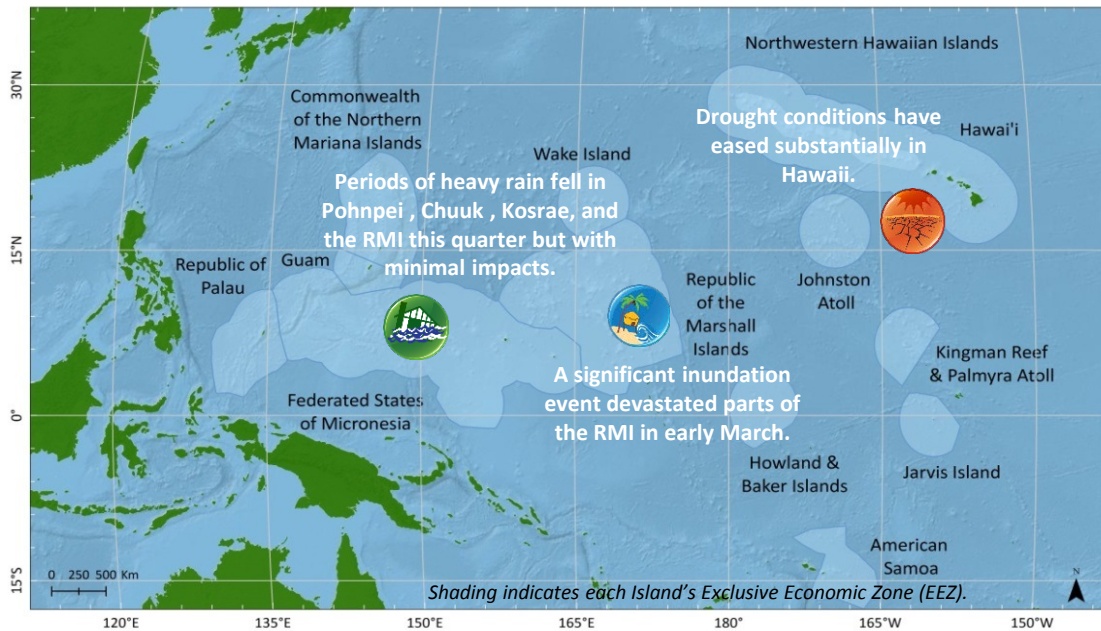 Northwestern Hawaiian Islands
30°N
Commonwealth
of the Northern
Mariana Islands
Drought conditions have
eased substantially in
Hawaii.
Hawai'i
Wake Island
Periods of heavy rain fell in
Pohnpei , Chuuk , Kosrae, and
the RMI this quarter but with
minimal impacts.
15°N
Republic of
Palau
Guam
Republic
of the
Marshall
Islands
Johnston
Atoll
Kingman Reef
& Palmyra Atoll
A significant inundation
event devastated parts of
the RMI in early March.
Federated States
of Micronesia
0°
Howland &
Baker Islands
Jarvis Island
American
Samoa
15°S
0 250 500 Km
Shading indicates each Island's Exclusive Economic Zone (EEZ).
N
120°E 135°E 150°E 165°E 180° 165°W 150°W